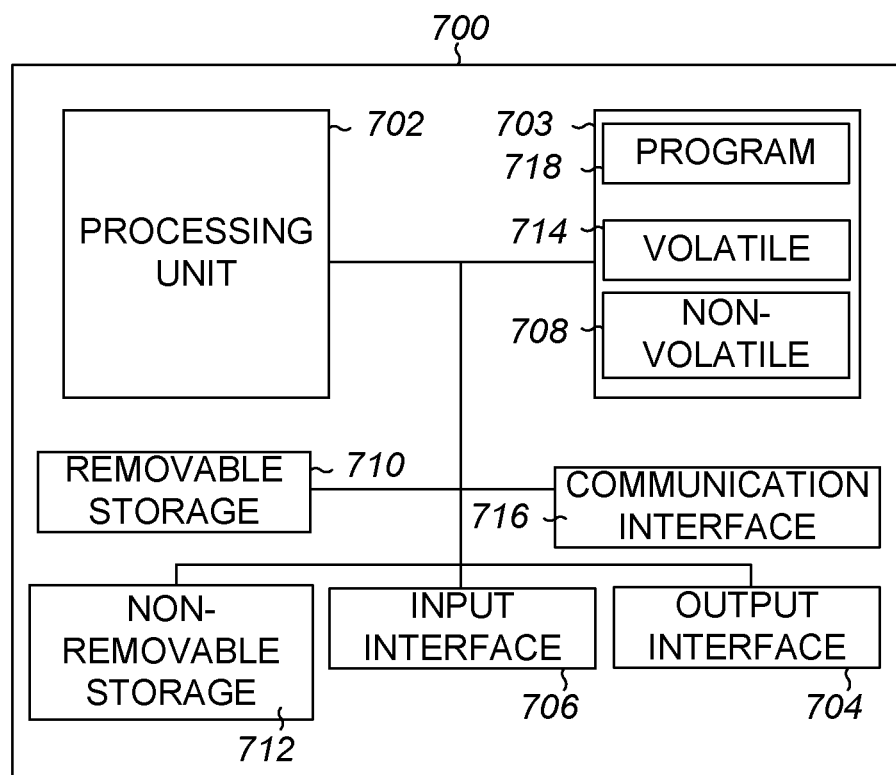 700
702
703
PROGRAM
718
PROCESSING
UNIT
714
VOLATILE
708
NON-
VOLATILE
REMOVABLE
STORAGE
710
COMMUNICATION
INTERFACE
716
NON-
REMOVABLE
STORAGE
712
INPUT
INTERFACE
706
OUTPUT
INTERFACE
704